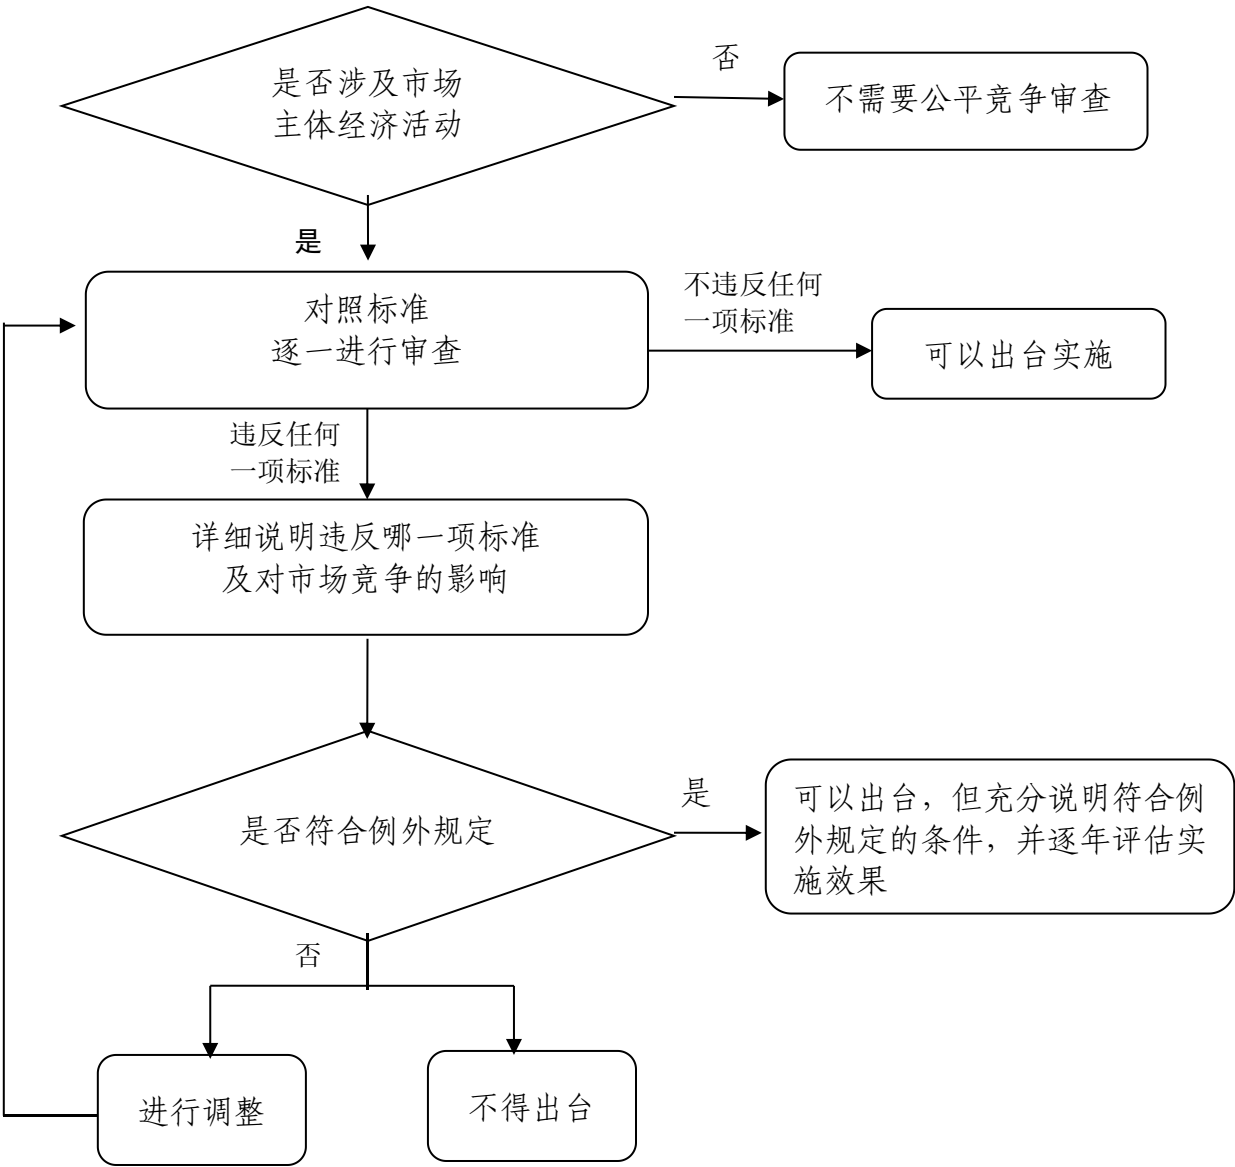 是否涉及市场
主体经济活动
否
不需要公平竞争审查
是
对照标准
逐一进行审查
不违反任何
一项标准
可以出台实施
违反任何
一项标准
详细说明违反哪一项标准
及对市场竞争的影响
是否符合例外规定
是
可以出台，但充分说明符合例
外规定的条件，并逐年评估实
施效果
否
进行调整
不得出台